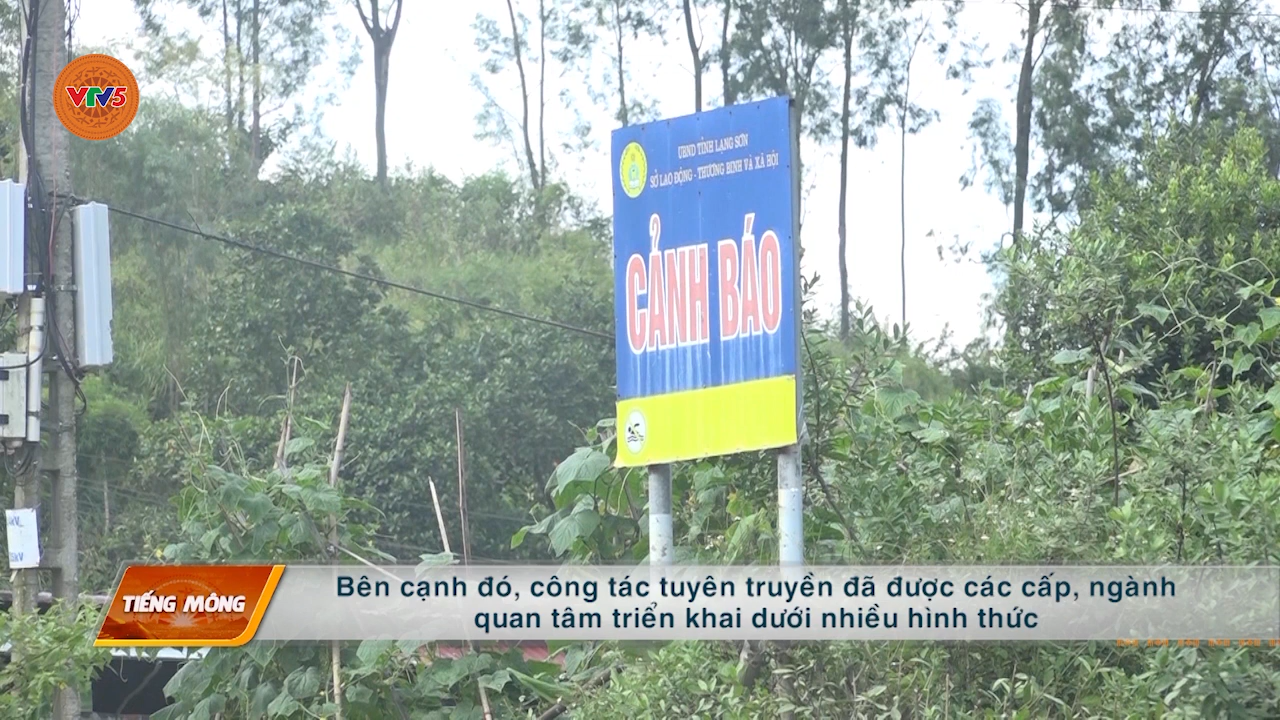 VTV5
UBND TỈNH LẠNG SƠN
SỞ LAO ĐỘNG - THƯƠNG BINH VÀ XÃ HỘI
CẢNH BÁO
TIẾNG MÔNG
Bên cạnh đó, công tác tuyên truyền đã được các cấp, ngành
quan tâm triển khai dưới nhiều hình thức